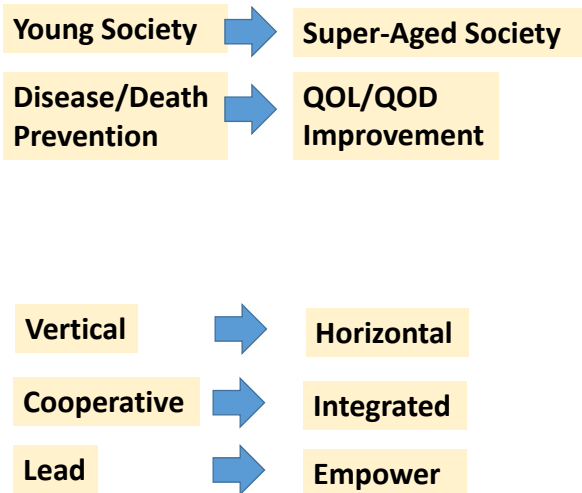 Young Society
Super-Aged Society
Disease/Death
Prevention
QOL/QOD
Improvement
Vertical
Horizontal
Cooperative
Integrated
Lead
Empower